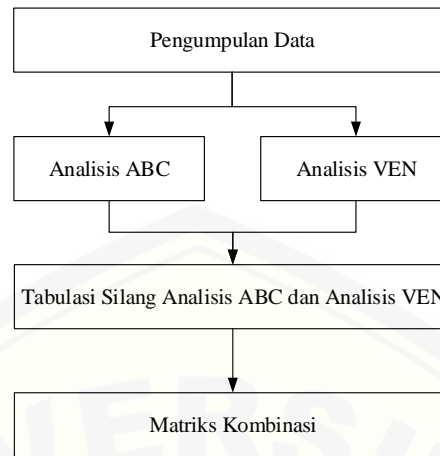 Pengumpulan Data
Analisis ABC
Analisis VEN
Tabulasi Silang Analisis ABC dan Analisis VEN
Matriks Kombinasi